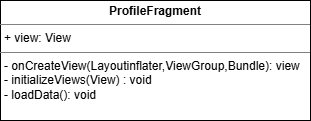 ProfileFragment
+ view: View
- onCreateView(Layoutinflater,ViewGroup,Bundle): view
- initializeViews(View) : void
- loadData(): void